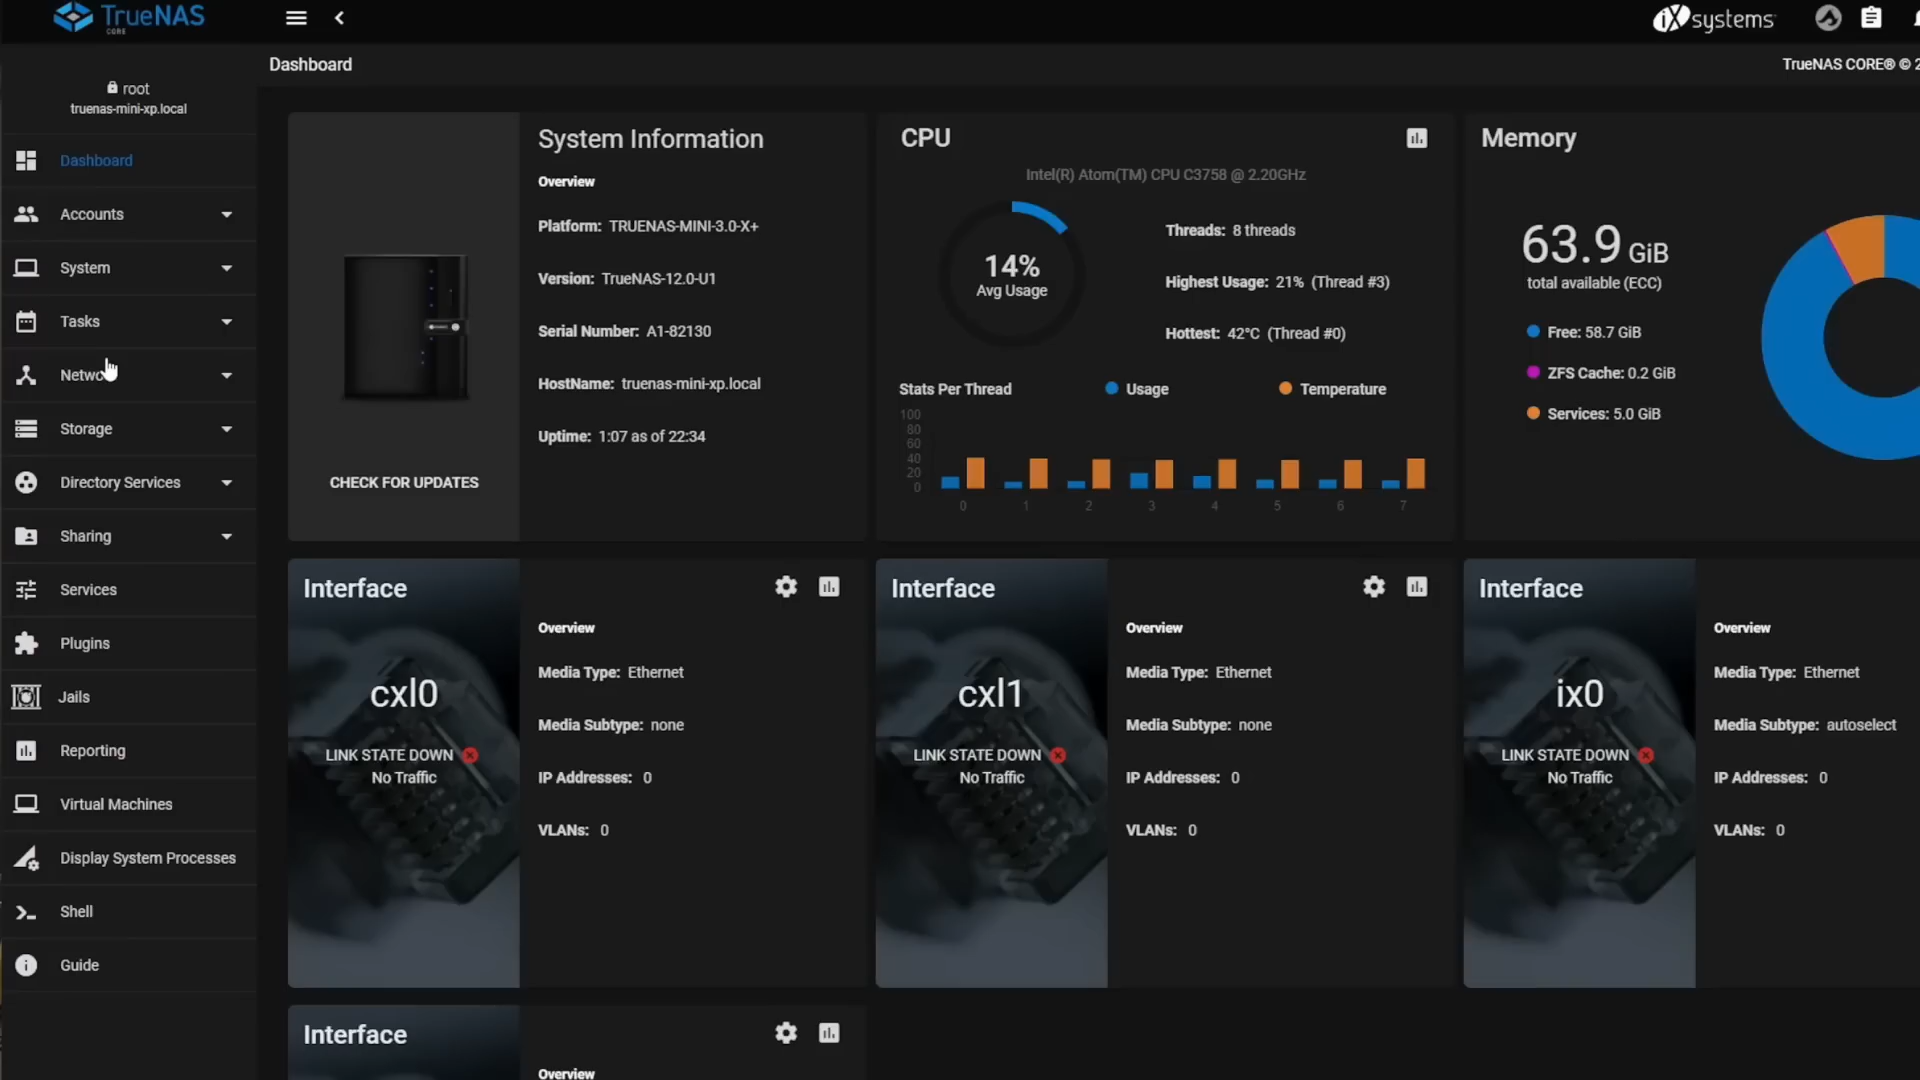 TrueNAS
CORE
iXsystems
Dashboard
TrueNAS CORE® © 2
root
truenas-mini-xp.local
Dashboard
Accounts
System
Tasks
Storage
Directory Services
Sharing
Services
Plugins
Jails
Reporting
Virtual Machines
Display System Processes
Shell
Guide
System Information
Overview
Platform: TRUENAS-MINI-3.0-X+
Version: TrueNAS-12.0-U1
Serial Number: A1-82130
HostName: truenas-mini-xp.local
Uptime: 1:07 as of 22:34
CHECK FOR UPDATES
CPU
Intel(R) Atom(TM) CPU C3758 @ 2.20GHz
14%
Avg Usage
Threads: 8 threads
Highest Usage: 21% (Thread #3)
Hottest: 42°C (Thread #0)
Stats Per Thread
Usage
Temperature
100
80
60
40
20
0
0 1 2 3 4 5 6 7
Memory
63.9 GiB
total available (ECC)
Free: 58.7 GiB
ZFS Cache: 0.2 GiB
Services: 5.0 GiB
Interface
cxl0
LINK STATE DOWN
No Traffic
Overview
Media Type: Ethernet
Media Subtype: none
IP Addresses: 0
VLANs: 0
Interface
cxl1
LINK STATE DOWN
No Traffic
Overview
Media Type: Ethernet
Media Subtype: none
IP Addresses: 0
VLANs: 0
Interface
ix0
LINK STATE DOWN
No Traffic
Overview
Media Type: Ethernet
Media Subtype: autoselect
IP Addresses: 0
VLANs: 0
Interface
Overview